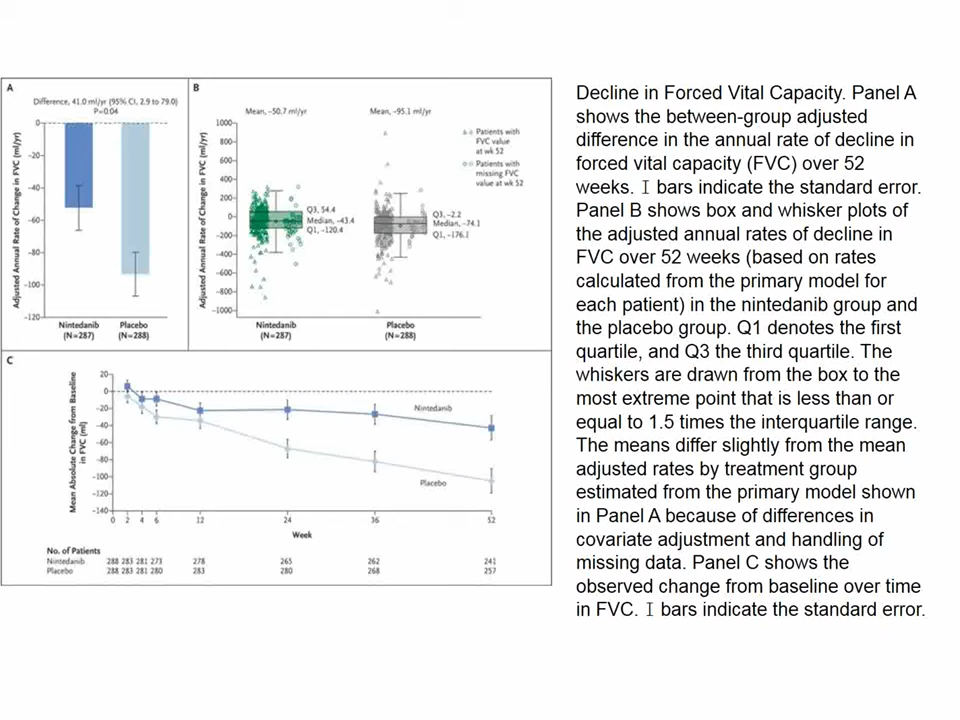 A
Difference, 41.0 ml/yr (95% CI, 2.9 to 79.0)
P=0.04
Adjusted Annual Rate of Change in FVC (ml/yr)
0
-20
-40
-60
-80
-100
-120
Nintedanib
(N=287)
Placebo
(N=288)
B
Mean, -50.7 ml/yr
Mean, -95.1 ml/yr
Adjusted Annual Rate of Change in FVC (ml/yr)
1000
800
600
400
200
0
-200
-400
-600
-800
-1000
Patients with
FVC value
at wk 52
Patients with
missing FVC
value at wk 52
Q3, 54.4
Median, -43.4
Q1, -120.4
Q3, -2.2
Median, -74.1
Q1, -176.1
Nintedanib
(N=287)
Placebo
(N=288)
C
Mean Absolute Change from Baseline
in FVC (ml)
20
0
-20
-40
-60
-80
-100
-120
-140
Nintedanib
Placebo
0 2 4 6 12 24 36 52
Week
No. of Patients
Nintedanib 288 283 281 273 278 265 262 241
Placebo 288 283 281 280 283 280 268 257
Decline in Forced Vital Capacity. Panel A
shows the between-group adjusted
difference in the annual rate of decline in
forced vital capacity (FVC) over 52
weeks. I bars indicate the standard error.
Panel B shows box and whisker plots of
the adjusted annual rates of decline in
FVC over 52 weeks (based on rates
calculated from the primary model for
each patient) in the nintedanib group and
the placebo group. Q1 denotes the first
quartile, and Q3 the third quartile. The
whiskers are drawn from the box to the
most extreme point that is less than or
equal to 1.5 times the interquartile range.
The means differ slightly from the mean
adjusted rates by treatment group
estimated from the primary model shown
in Panel A because of differences in
covariate adjustment and handling of
missing data. Panel C shows the
observed change from baseline over time
in FVC. I bars indicate the standard error.